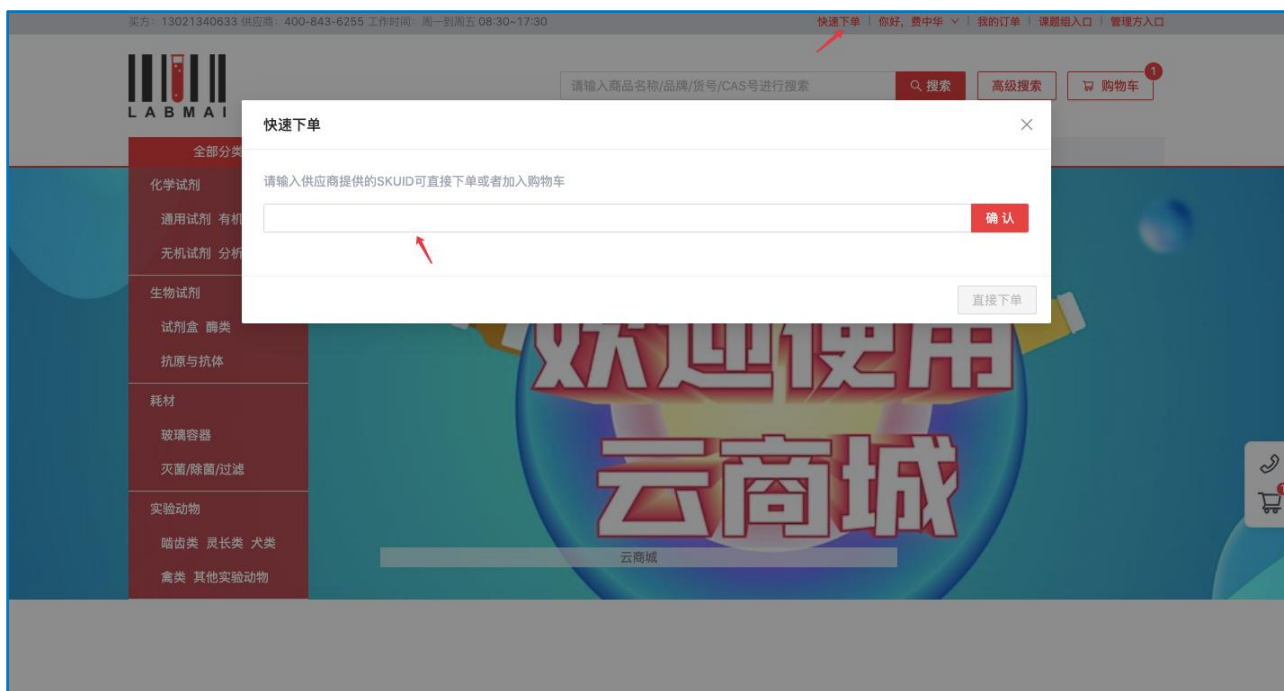 买方：13021340633 供应商：400-843-6255 工作时间：周一到周五 08:30~17:30
快速下单 | 你好，费中华 | 我的订单 | 课题组入口 | 管理方入口
LABMAI
请输入商品名称/品牌/货号/CAS号进行搜索
搜索
高级搜索
购物车
1
快速下单
请输入供应商提供的SKUID可直接下单或者加入购物车
确 认
直接下单
全部分类
化学试剂
通用试剂 有机
无机试剂 分析
生物试剂
试剂盒 酶类
抗原与抗体
耗材
玻璃容器
灭菌/除菌/过滤
实验动物
啮齿类 灵长类 犬类
禽类 其他实验动物
欢迎使用
云商城
云商城